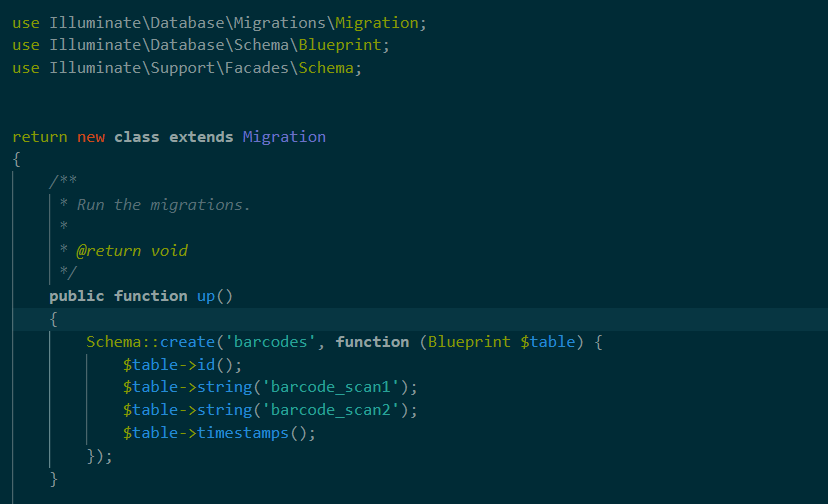 use Illuminate\Database\Migrations\Migration;
use Illuminate\Database\Schema\Blueprint;
use Illuminate\Support\Facades\Schema;
return new class extends Migration
{
/**
* Run the migrations.
*
* @return void
*/
public function up()
{
Schema::create('barcodes', function (Blueprint $table) {
$table->id();
$table->string('barcode_scan1');
$table->string('barcode_scan2');
$table->timestamps();
});
}